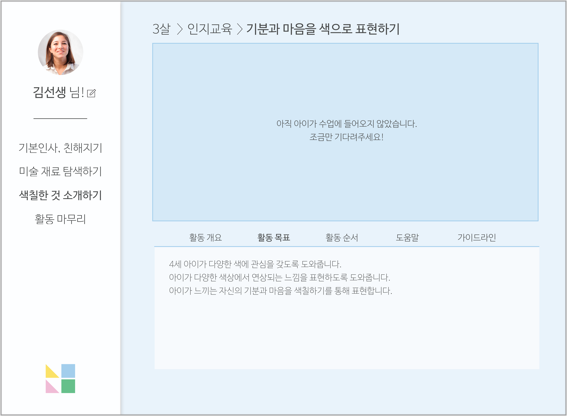 3살 > 인지교육 > 기분과 마음을 색으로 표현하기
김선생 님!
기본인사, 친해지기
미술 재료 탐색하기
색칠한 것 소개하기
활동 마무리
아직 아이가 수업에 들어오지 않았습니다.
조금만 기다려주세요!
활동 개요 활동 목표 활동 순서 도움말 가이드라인
4세 아이가 다양한 색에 관심을 갖도록 도와줍니다.
아이가 다양한 색상에서 연상되는 느낌을 표현하도록 도와줍니다.
아이가 느끼는 자신의 기분과 마음을 색칠하기를 통해 표현합니다.